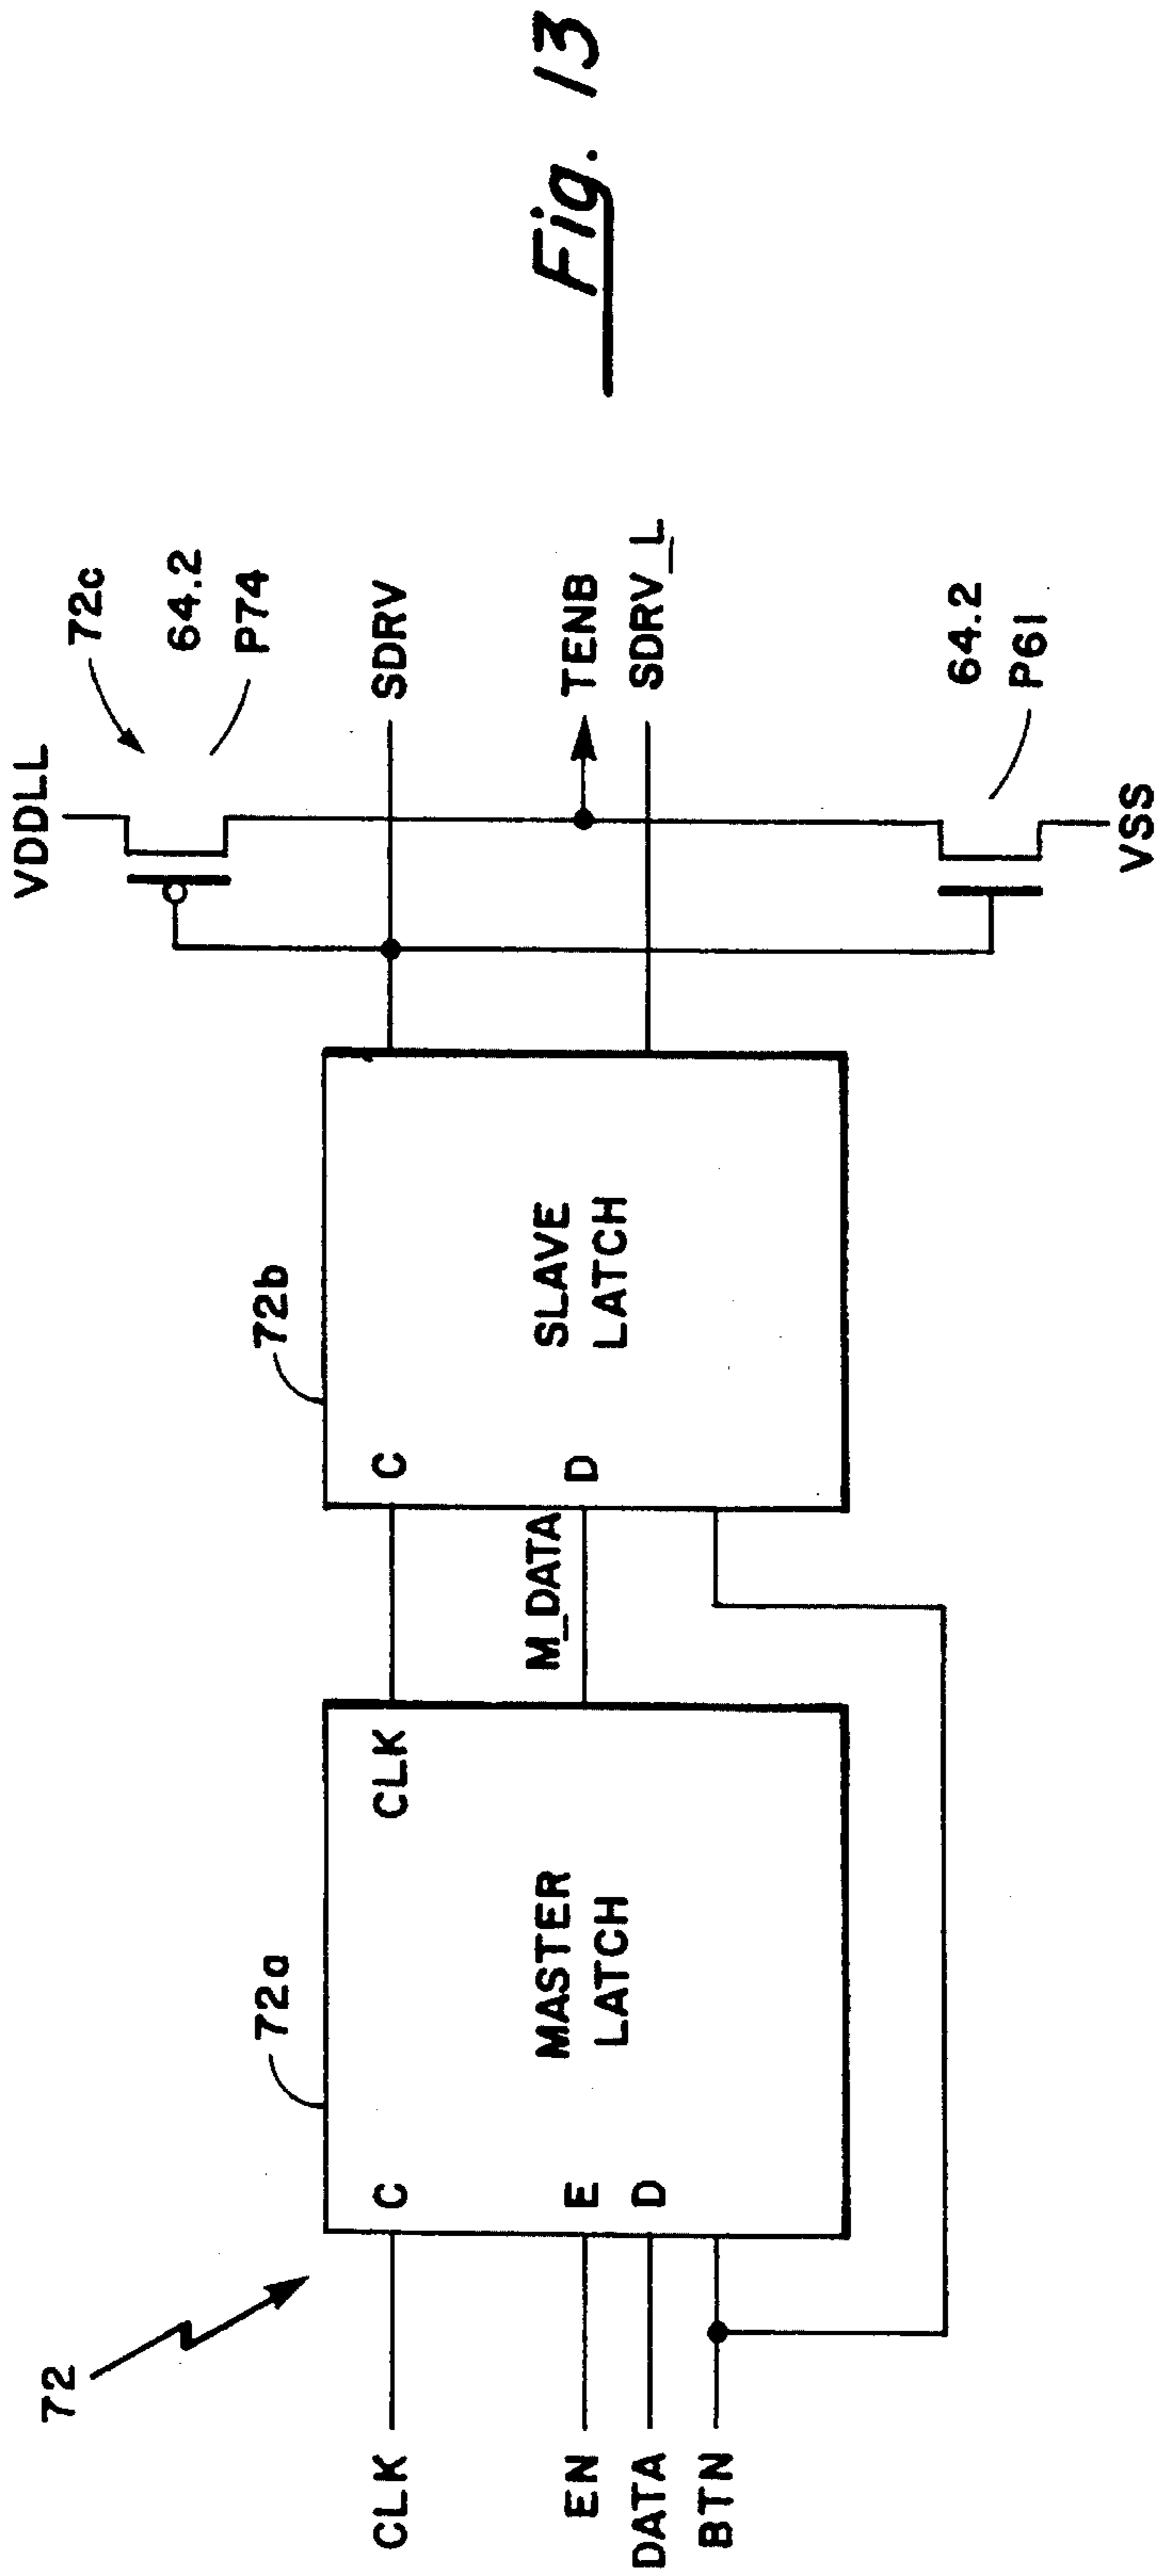 72
CLK
EN
DATA
BTN
72a
C
E
D
CLK
MASTER
LATCH
M_DATA
72b
C
D
SLAVE
LATCH
VDDLL
72c
64.2
P74
SDRV
TENB
SDRV_L
64.2
P61
VSS
Fig. 13